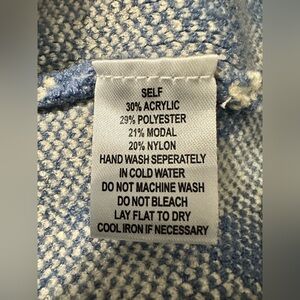 SELF
30% ACRYLIC
29% POLYESTER
21% MODAL
20% NYLON
HAND WASH SEPERATELY
IN COLD WATER
DO NOT MACHINE WASH
DO NOT BLEACH
LAY FLAT TO DRY
COOL IRON IF NECESSARY